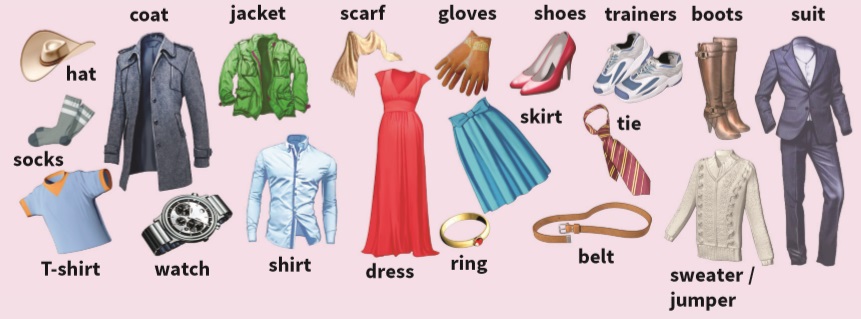 coat
jacket
scarf
gloves
shoes
trainers
boots
suit
hat
socks
skirt
tie
T-shirt
watch
shirt
dress
ring
belt
sweater /
jumper